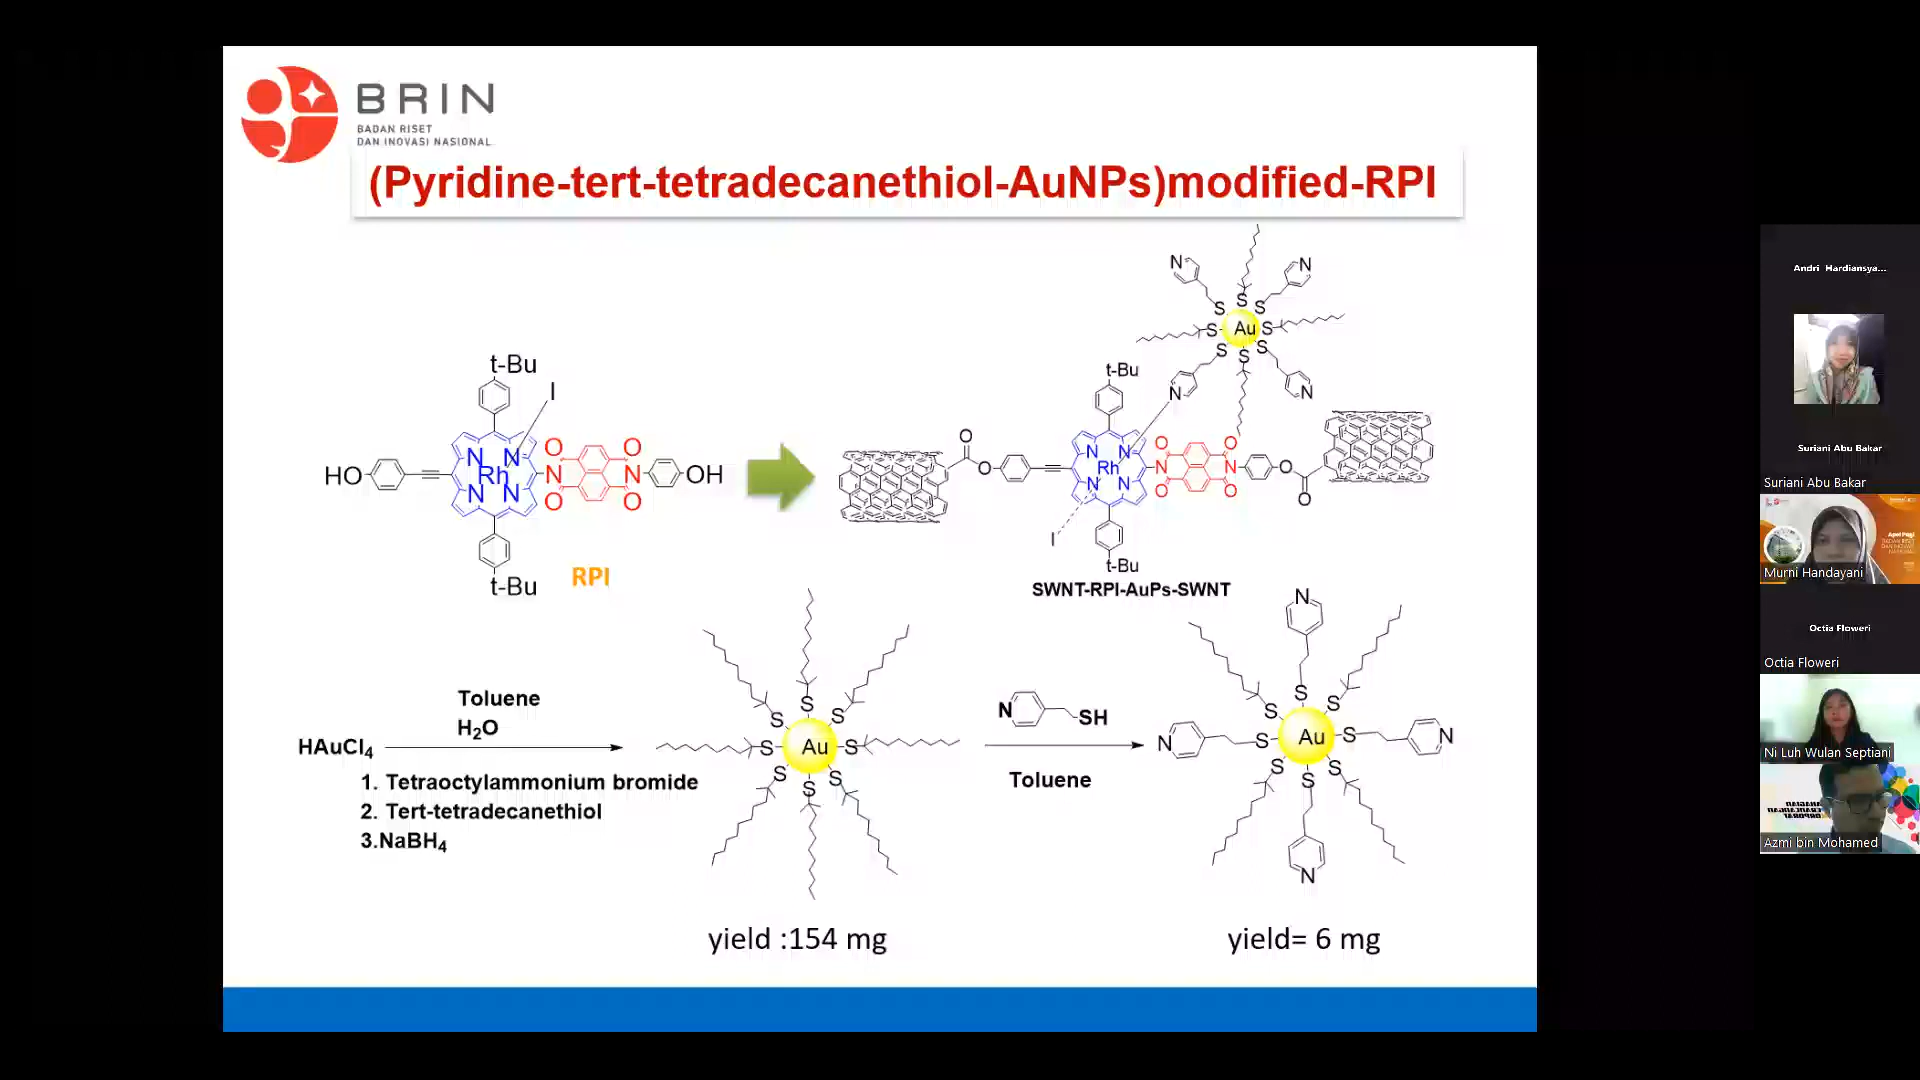 BRIN
BADAN RISET
DAN INOVASI NASIONAL
(Pyridine-tert-tetradecanethiol-AuNPs)modified-RPI
t-Bu
I
HO
N N
Rh
N N
O O
N N
O O
OH
t-Bu
RPI
N N
S S S
S Au S
S S S
N N
t-Bu
O
O
N N
Rh
N N
O O
N N
O O
O
O
I
t-Bu
SWNT-RPI-AuPs-SWNT
Toluene
H2O
HAuCl4
1. Tetraoctylammonium bromide
2. Tert-tetradecanethiol
3.NaBH4
S S S
S Au S
S S S
N SH
Toluene
N
S S S
N S Au S N
S S S
N
yield :154 mg
yield= 6 mg
Andri Hardiansya...
Suriani Abu Bakar
Suriani Abu Bakar
Apel Pagi
Murni Handayani
Octia Floweri
Octia Floweri
Ni Luh Wulan Septiani
Azmi bin Mohamed